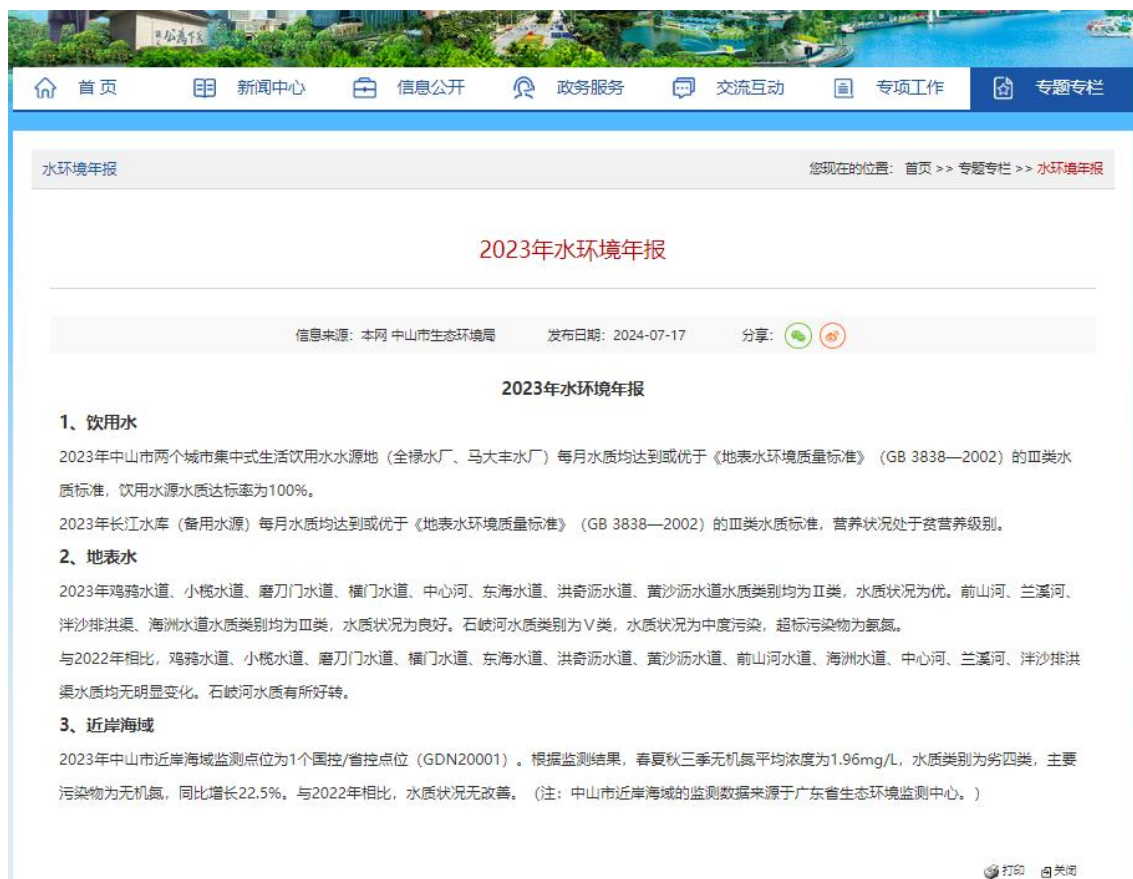 天下為公
首页 新闻中心 信息公开 政务服务 交流互动 专项工作 专题专栏
水环境年报 您现在的位置： 首页 >> 专题专栏 >> 水环境年报
2023年水环境年报
信息来源：本网 中山市生态环境局 发布日期：2024-07-17 分享：
2023年水环境年报
1、饮用水
2023年中山市两个城市集中式生活饮用水水源地（全禄水厂、马大丰水厂）每月水质均达到或优于《地表水环境质量标准》（GB 3838—2002）的Ⅲ类水
质标准，饮用水源水质达标率为100%。
2023年长江水库（备用水源）每月水质均达到或优于《地表水环境质量标准》（GB 3838—2002）的Ⅲ类水质标准，营养状况处于贫营养级别。
2、地表水
2023年鸡鸦水道、小榄水道、磨刀门水道、横门水道、中心河、东海水道、洪奇沥水道、黄沙沥水道水质类别均为Ⅱ类，水质状况为优。前山河、兰溪河、
泮沙排洪渠、海洲水道水质类别均为Ⅲ类，水质状况为良好。石岐河水质类别为Ⅴ类，水质状况为中度污染，超标污染物为氨氮。
与2022年相比，鸡鸦水道、小榄水道、磨刀门水道、横门水道、东海水道、洪奇沥水道、黄沙沥水道、前山河水道、海洲水道、中心河、兰溪河、泮沙排洪
渠水质均无明显变化。石岐河水质有所好转。
3、近岸海域
2023年中山市近岸海域监测点位为1个国控/省控点位（GDN20001）。根据监测结果，春夏秋三季无机氮平均浓度为1.96mg/L，水质类别为劣四类，主要
污染物为无机氮，同比增长22.5%。与2022年相比，水质状况无改善。（注：中山市近岸海域的监测数据来源于广东省生态环境监测中心。）
打印 关闭